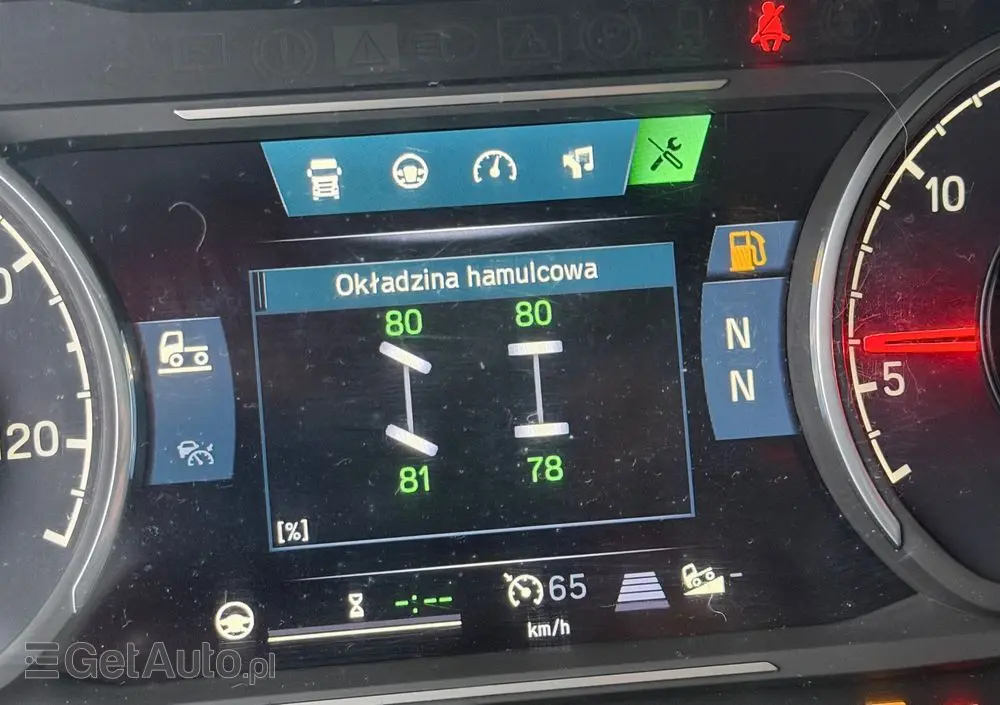 Okładzina hamulcowa
80 80
81 78
[%]
N
N
10
5
20
-:--
65
km/h
-
GetAuto.pl